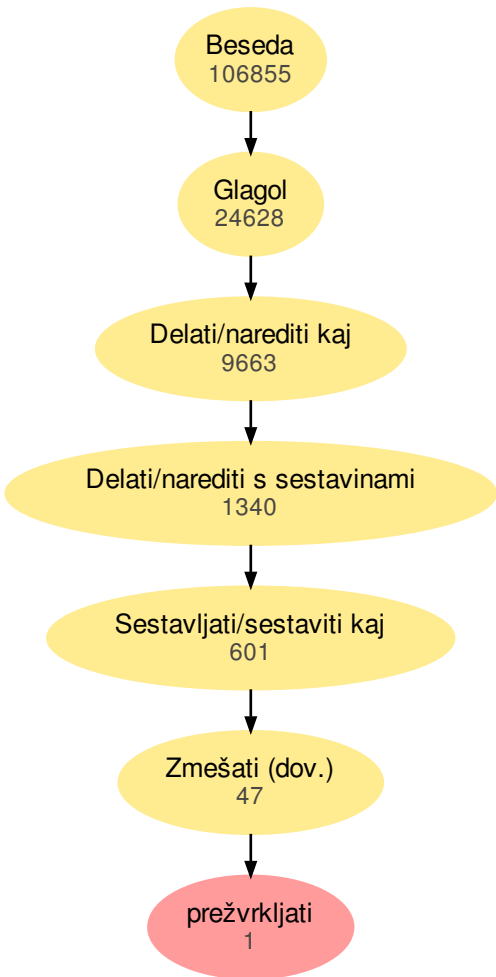 Beseda
106855
Glagol
24628
Delati/narediti kaj
9663
Delati/narediti s sestavinami
1340
Sestavljati/sestaviti kaj
601
Zmešati (dov.)
47
prežvrkljati
1